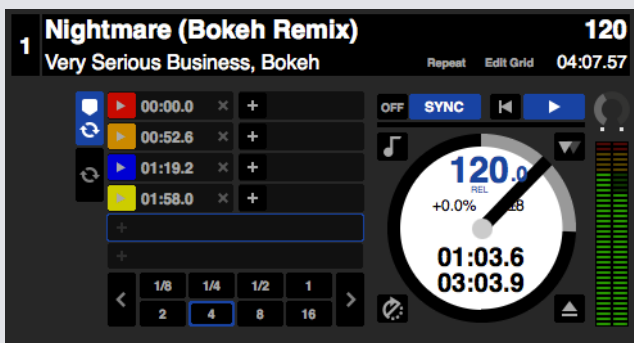 1
Nightmare (Bokeh Remix)
120
Very Serious Business, Bokeh
Repeat
Edit Grid
04:07.57
00:00.0
00:52.6
01:19.2
01:58.0
1/8 1/4 1/2 1
2 4 8 16
OFF SYNC
120.0
REL
+0.0%
01:03.6
03:03.9